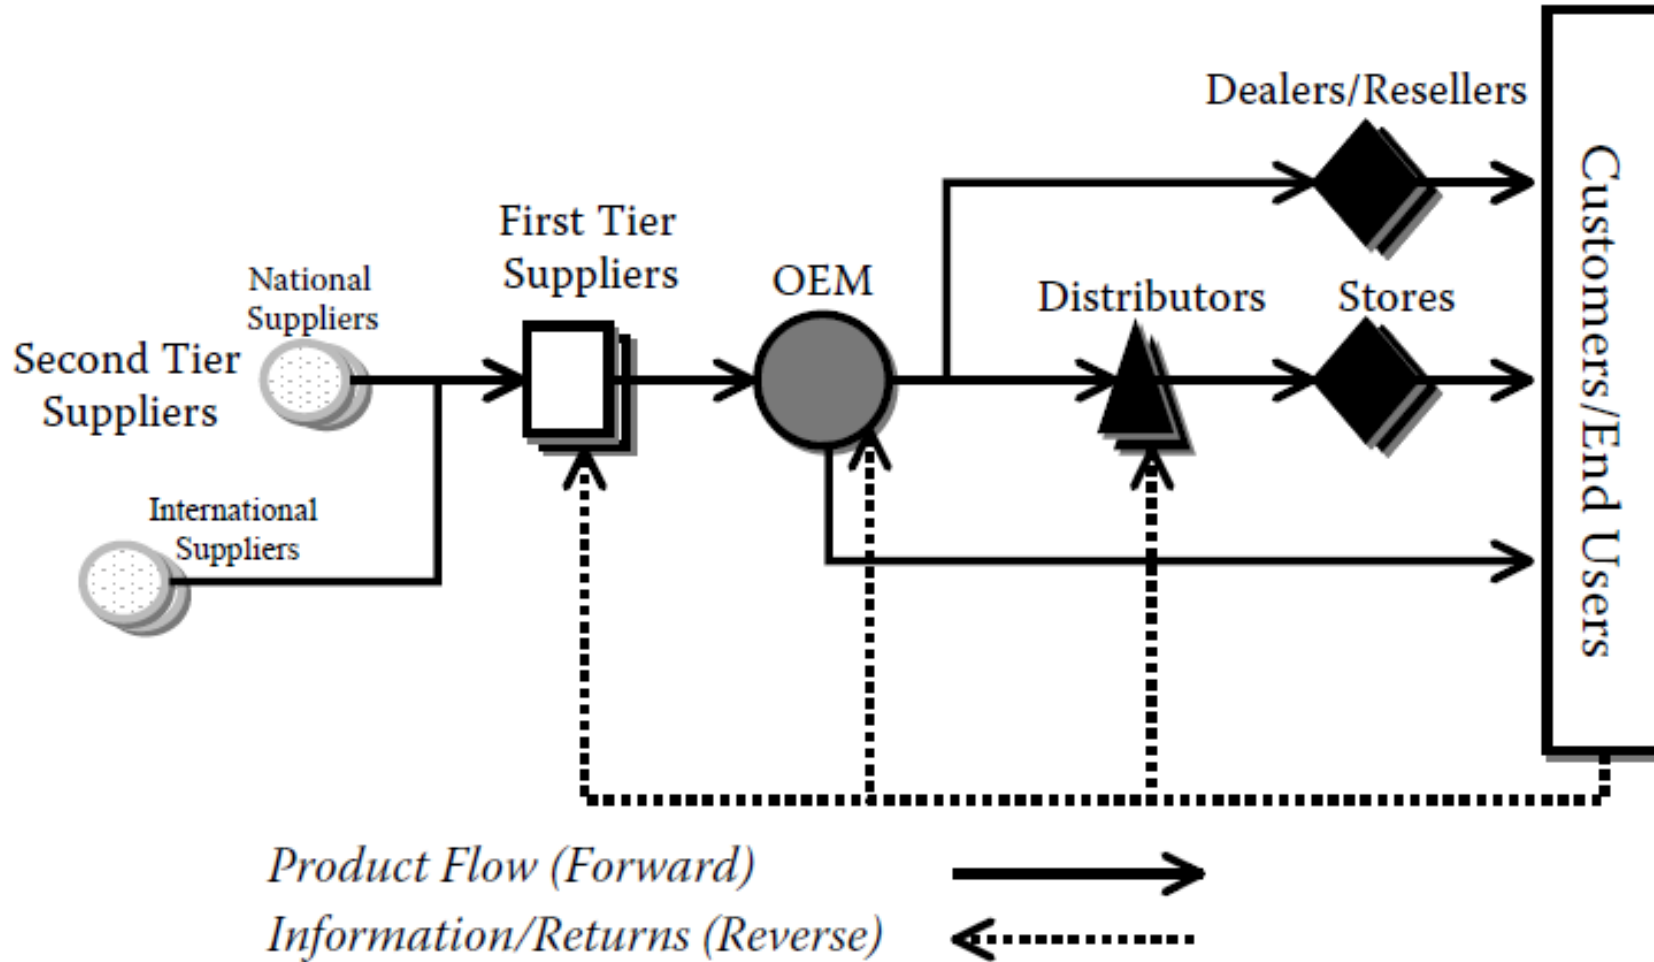 Dealers/Resellers
First Tier
Suppliers
National
Suppliers
OEM
Distributors
Stores
Second Tier
Suppliers
International
Suppliers
Customers/End Users
Product Flow (Forward)
Information/Returns (Reverse)